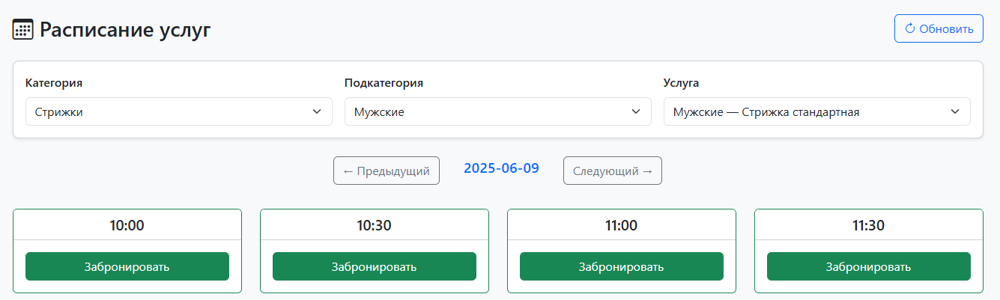 Расписание услуг
Обновить
Категория
Подкатегория
Услуга
Стрижки
Мужские
Мужские — Стрижка стандартная
← Предыдущий
2025-06-09
Следующий →
10:00
10:30
11:00
11:30
Забронировать
Забронировать
Забронировать
Забронировать